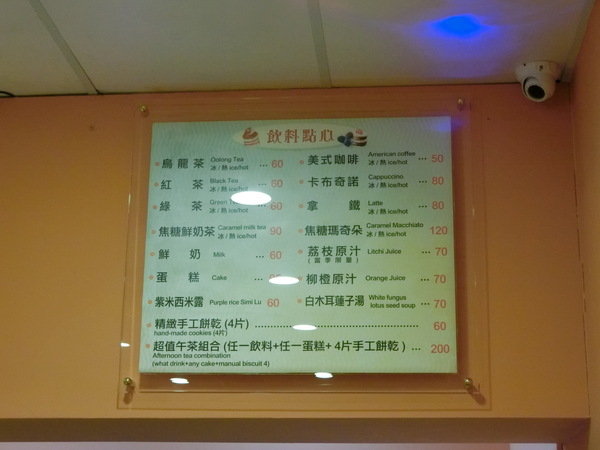 飲料點心
烏龍茶 Oolong Tea 冰/熱 ice/hot ... 60
紅茶 Black Tea 冰/熱 ice/hot ... 60
綠茶 Green 冰/熱 ice/hot 60
焦糖鮮奶茶 Caramel milk tea 冰/熱 ice/hot 90
鮮奶 Milk ... 60
蛋糕 Cake ...
紫米西米露 Purple rice Simi Lu 60
美式咖啡 American coffee 冰/熱 ice/hot ... 50
卡布奇諾 Cappuccino 冰/熱 ice/hot ... 80
拿鐵 Latte 冰/熱 ice/hot ... 80
焦糖瑪奇朵 Caramel Macchiato 冰/熱 ice/hot 120
荔枝原汁 Litchi Juice ... 70
(當季限量)
柳橙原汁 Orange Juice ... 70
白木耳蓮子湯 White fungus lotus seed soup ... 70
精緻手工餅乾 (4片) ........................ 60
hand-made cookies (4片)
超值午茶組合 (任一飲料+任一蛋糕+ 4片手工餅乾 ) ... 200
Afternoon tea combination
(what drink+any cake+manual biscuit 4)